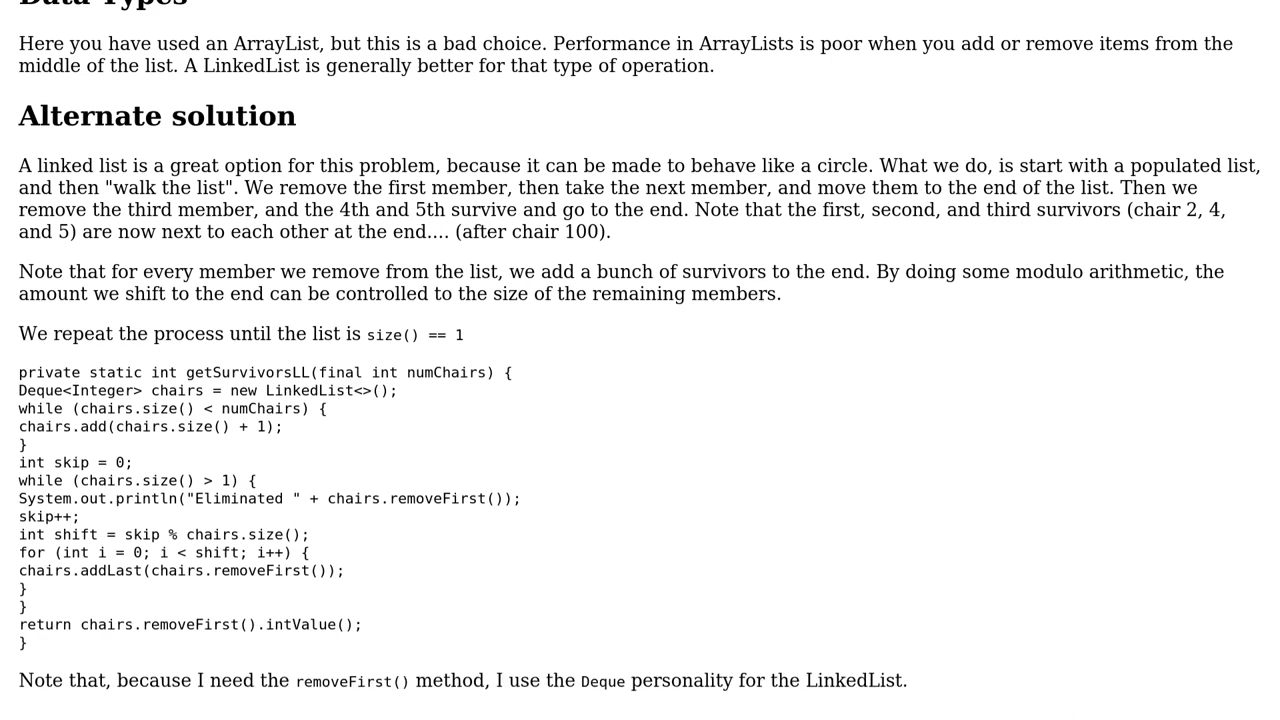 Data Types
Here you have used an ArrayList, but this is a bad choice. Performance in ArrayLists is poor when you add or remove items from the
middle of the list. A LinkedList is generally better for that type of operation.
Alternate solution
A linked list is a great option for this problem, because it can be made to behave like a circle. What we do, is start with a populated list,
and then "walk the list". We remove the first member, then take the next member, and move them to the end of the list. Then we
remove the third member, and the 4th and 5th survive and go to the end. Note that the first, second, and third survivors (chair 2, 4,
and 5) are now next to each other at the end.... (after chair 100).
Note that for every member we remove from the list, we add a bunch of survivors to the end. By doing some modulo arithmetic, the
amount we shift to the end can be controlled to the size of the remaining members.
We repeat the process until the list is size() == 1
private static int getSurvivorsLL(final int numChairs) {
Deque<Integer> chairs = new LinkedList<>();
while (chairs.size() < numChairs) {
chairs.add(chairs.size() + 1);
}
int skip = 0;
while (chairs.size() > 1) {
System.out.println("Eliminated " + chairs.removeFirst());
skip++;
int shift = skip % chairs.size();
for (int i = 0; i < shift; i++) {
chairs.addLast(chairs.removeFirst());
}
}
return chairs.removeFirst().intValue();
}
Note that, because I need the removeFirst() method, I use the Deque personality for the LinkedList.